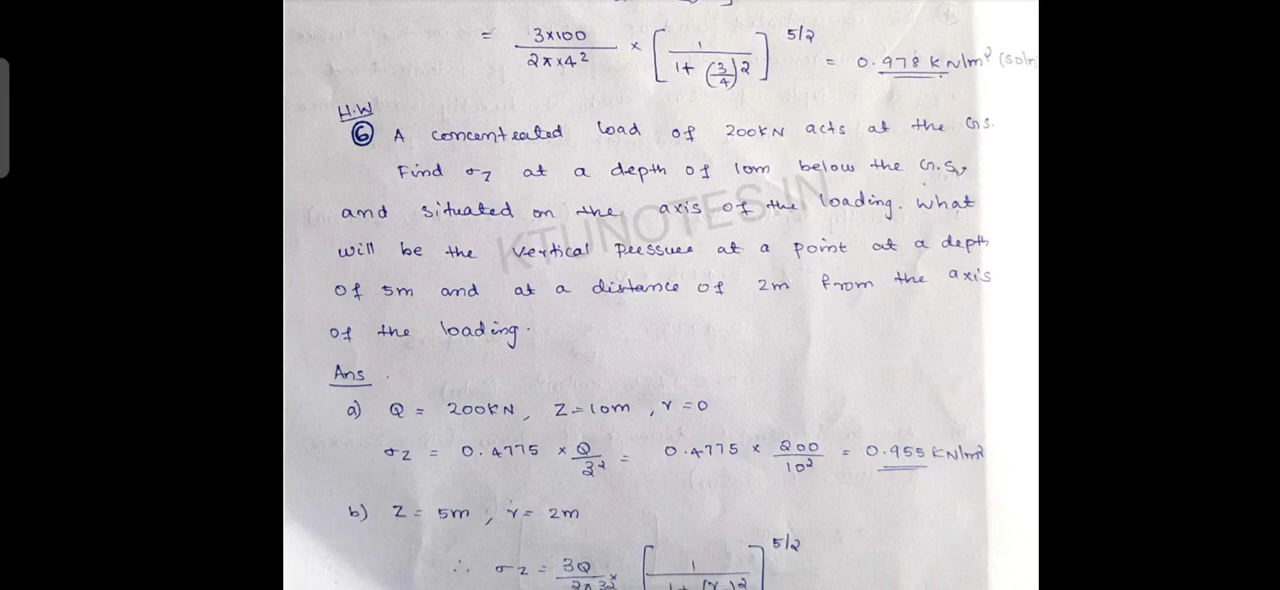 = 3×100 / 2π×4² × [1 / 1+(3/4)2] 5/2 = 0.978 KN/m² (soln)
H.W
⑥ A concentrated load of 200KN acts at the G.S.
Find σz at a depth of 10m below the G.S,
and situated on the axis of the loading. What
will be the vertical pressure at a point at a depth
of 5m and at a distance of 2m from the axis
of the loading.
KTUNOTES.IN
Ans
a) Q = 200KN, Z=10m, r=0
σz = 0.4775 × Q/z² = 0.4775 × 200/10² = 0.955 KN/m²
b) Z = 5m, r = 2m
∴ σz = 3Q